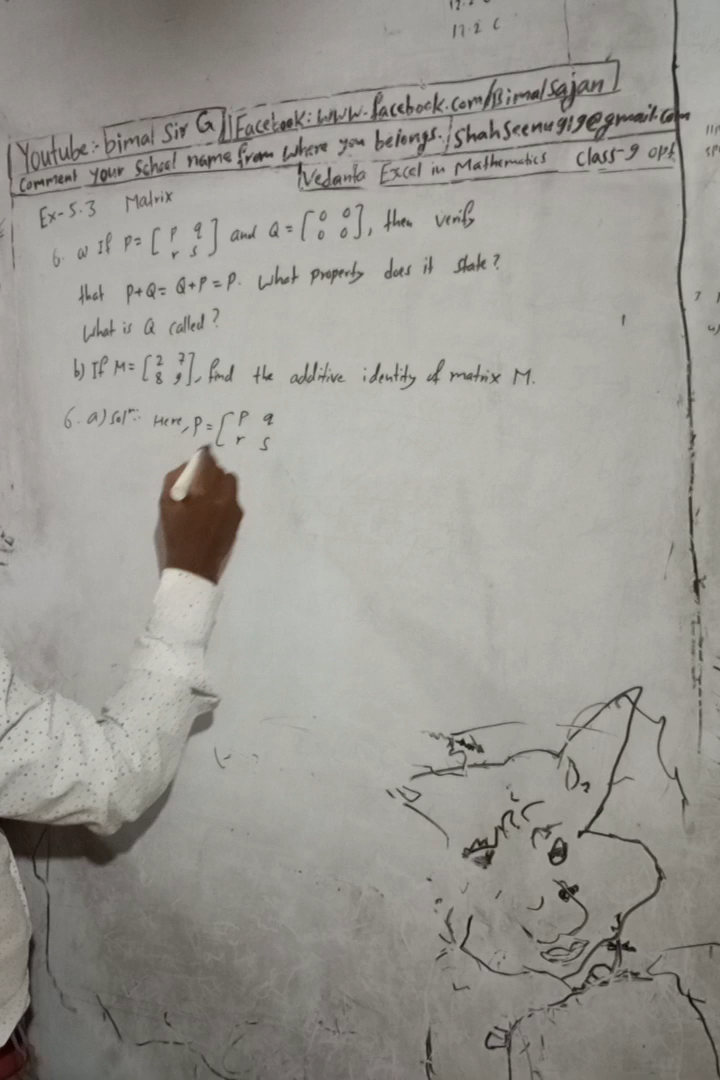 17.2 C
Youtube:- bimal Sir G || Facebook: www.facebook.com/Bimalsajan
Comment your School name from where you belongs. / Shahseenu919@gmail.com
Vedanta Excel in Mathematics Class-9 opt
Ex-5.3 Matrix
6. a) If P = [ p q
r s ] and Q = [ 0 0
0 0 ], then verify
that P+Q = Q+P = P. What property does it state?
What is Q called?
b) If M = [ 2 7
8 9 ], find the additive identity of matrix M.
6. a) Solⁿ:- Here, P = [ p q
r s